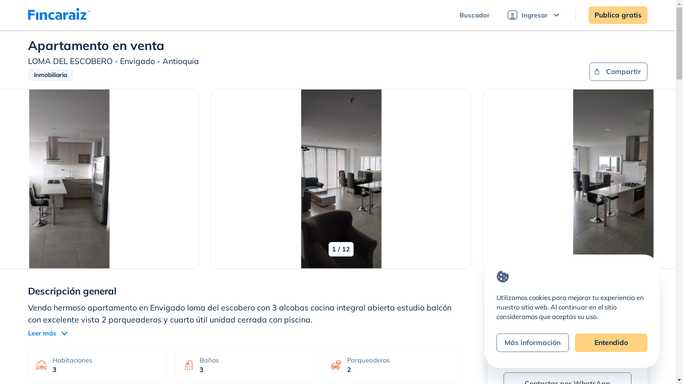 Fincaraiz
Buscador
Ingresar
Publica gratis
Apartamento en venta
LOMA DEL ESCOBERO - Envigado - Antioquia
Inmobiliaria
Compartir
1 / 12
Descripción general
Vendo hermoso apartamento en Envigado loma del escobero con 3 alcobas cocina integral abierta estudio balcón
con excelente vista 2 parqueaderos y cuarto útil unidad cerrada con piscina.
Leer más
Habitaciones
3
Baños
3
Parqueaderos
2
Utilizamos cookies para mejorar tu experiencia en
nuestro sitio web. Al continuar en el sitio
consideramos que aceptas su uso.
Más información
Entendido
Contactar por WhatsApp